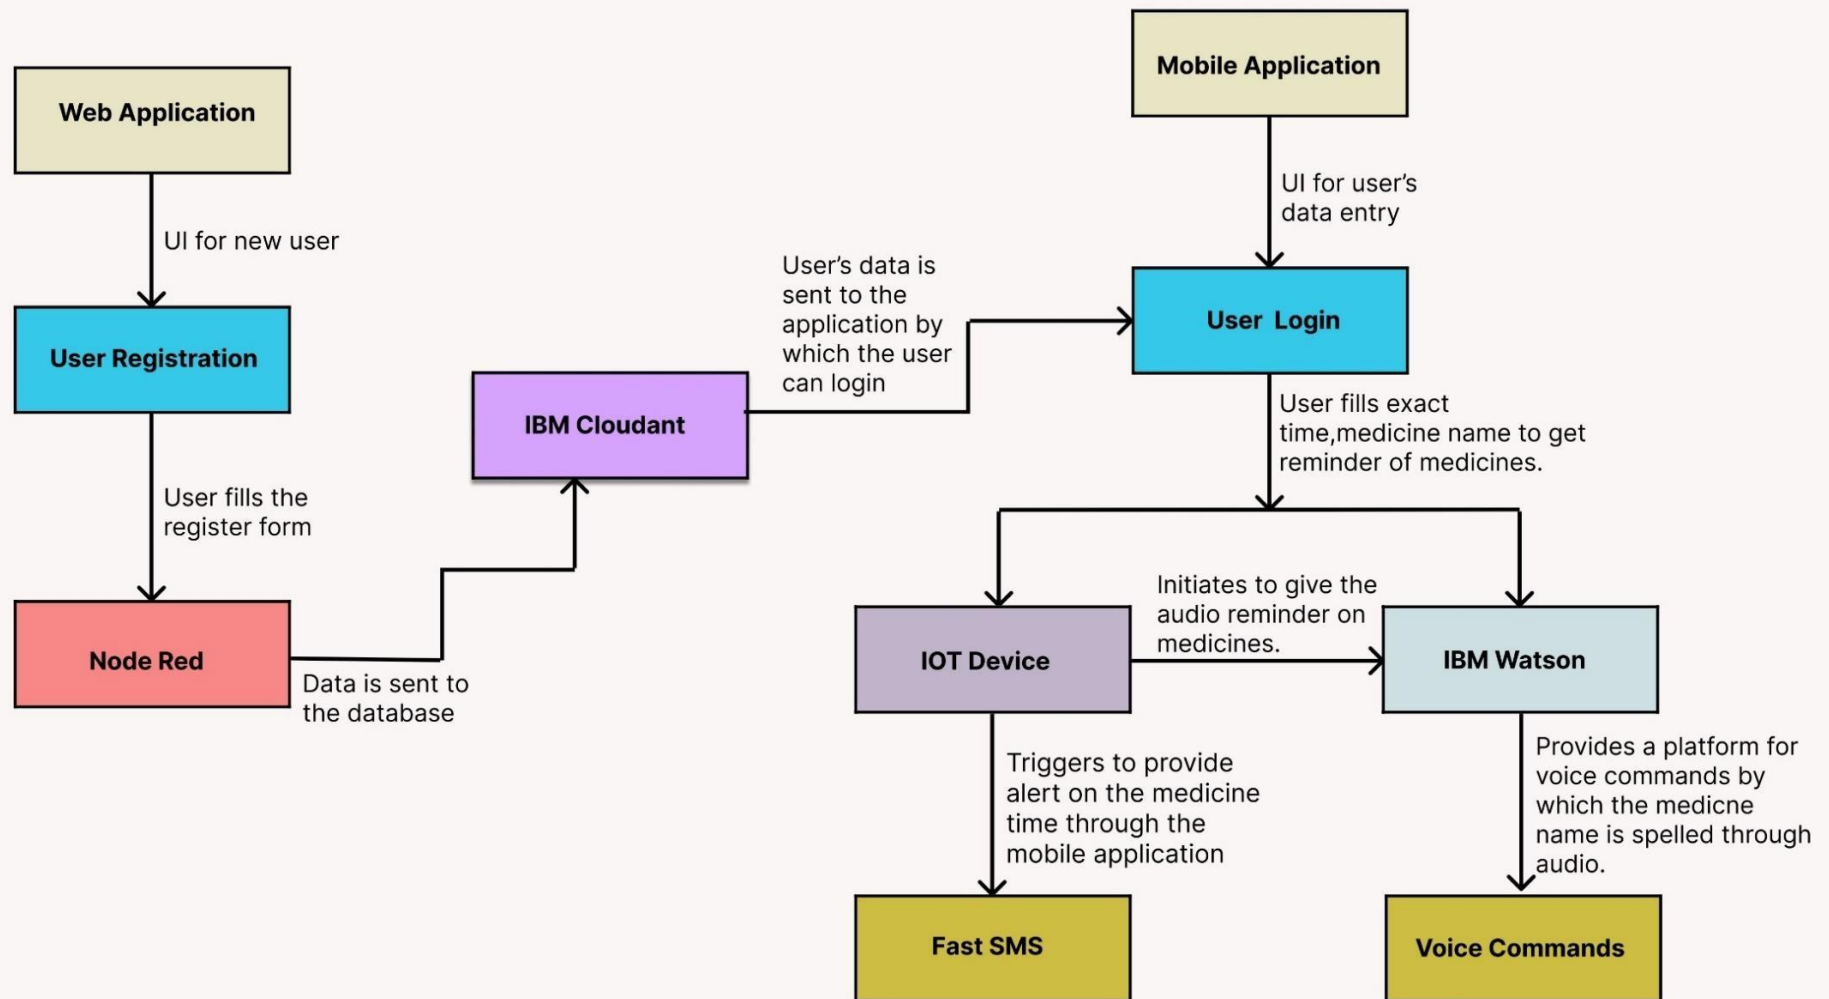 Web Application
UI for new user
User Registration
User fills the
register form
Node Red
Data is sent to
the database
IBM Cloudant
User’s data is
sent to the
application by
which the user
can login
Mobile Application
UI for user’s
data entry
User  Login
User fills exact
time,medicine name to get
reminder of medicines.
IOT Device
Initiates to give the
audio reminder on
medicines.
IBM Watson
Triggers to provide
alert on the medicine
time through the
mobile application
Fast SMS
Provides a platform for
voice commands by
which the medicne
name is spelled through
audio.
Voice Commands